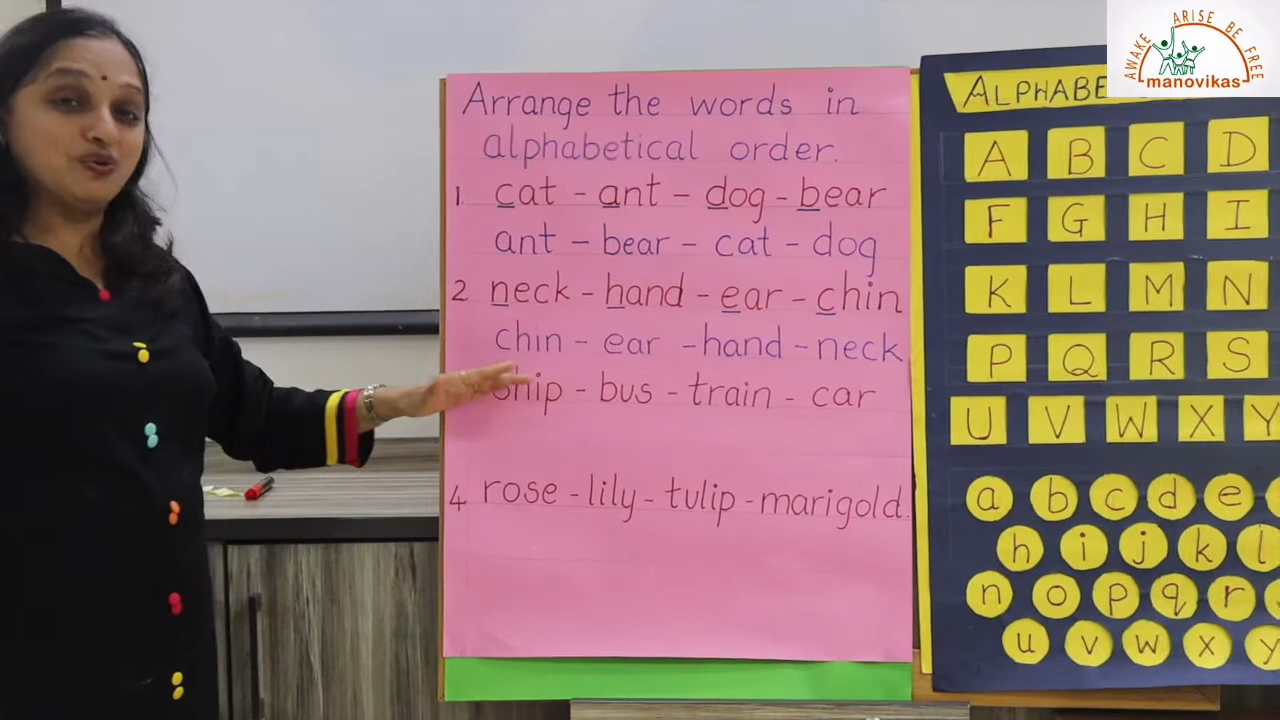 AWAKE ARISE BE FREE
manovikas
Arrange the words in
alphabetical order.
1. cat - ant - dog - bear
ant - bear - cat - dog
2 neck - hand - ear - chin
chin - ear - hand - neck
ship - bus - train - car
4 rose - lily - tulip - marigold.
A B C D
F G H I
K L M N
P Q R S
U V W X Y
a b c d e
h i j k l
n o p q r
u v w x y